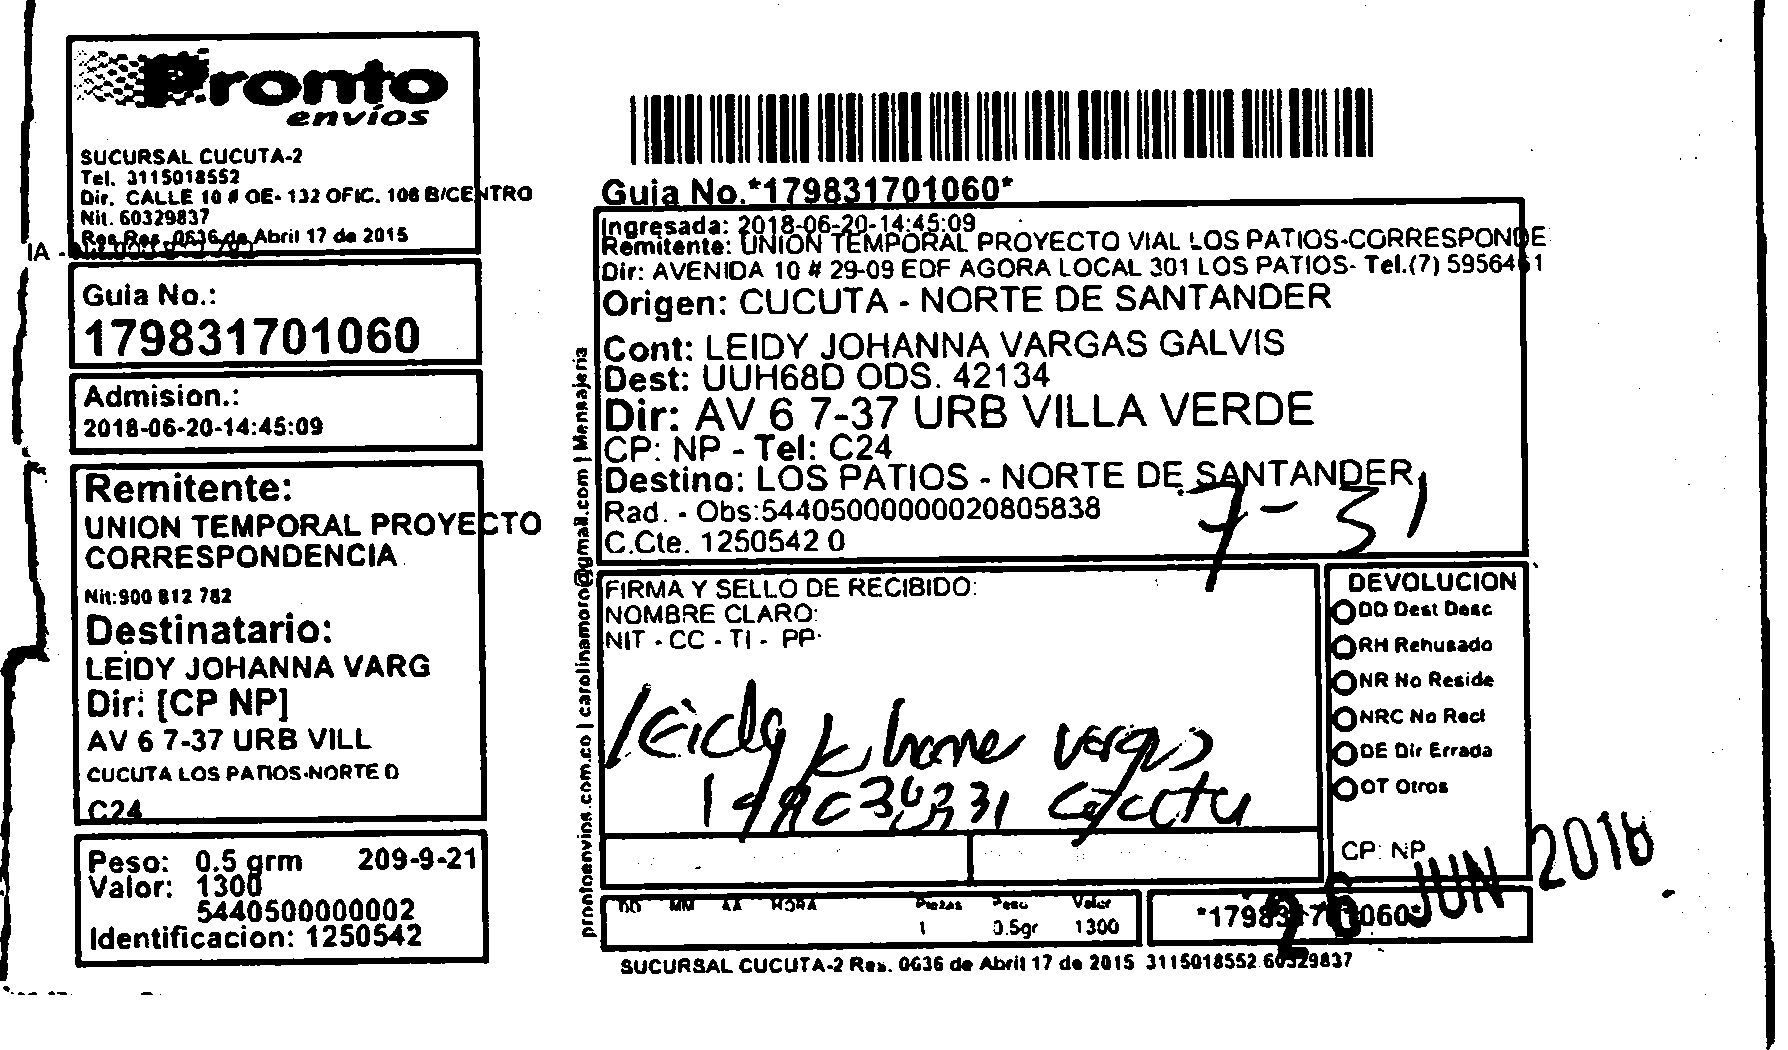 Pronto
envíos
SUCURSAL CUCUTA-2
Tel. 3115018552
Dir. CALLE 10 # OE- 132 OFIC. 106 B/CENTRO
Nit. 60329837
Res. 0636 de Abril 17 de 2015
IA -
Guia No.:
179831701060
Admision.:
2018-06-20-14:45:09
Remitente:
UNION TEMPORAL PROYECTO
CORRESPONDENCIA
Nit:900 812 782
Destinatario:
LEIDY JOHANNA VARG
Dir: [CP NP]
AV 6 7-37 URB VILL
CUCUTA LOS PATIOS-NORTE D
C24
Peso: 0.5 grm 209-9-21
Valor: 1300
5440500000002
Identificacion: 1250542
prontoenvios.com.co | carolinamoro@gmail.com | Mensajeria
Guia No.*179831701060*
Ingresada: 2018-06-20-14:45:09
Remitente: UNION TEMPORAL PROYECTO VIAL LOS PATIOS-CORRESPONDE
Dir: AVENIDA 10 # 29-09 EDF AGORA LOCAL 301 LOS PATIOS- Tel.(7) 5956461
Origen: CUCUTA - NORTE DE SANTANDER
Cont: LEIDY JOHANNA VARGAS GALVIS
Dest: UUH68D ODS. 42134
Dir: AV 6 7-37 URB VILLA VERDE
CP: NP - Tel: C24
Destino: LOS PATIOS - NORTE DE SANTANDER
Rad. - Obs:54405000000020805838
C.Cte. 1250542 0
7-31
FIRMA Y SELLO DE RECIBIDO:
NOMBRE CLARO:
NIT - CC - TI - PP
Leidy Vargas
Cucuta
DEVOLUCION
DD Dest Desc
RH Rehusado
NR No Reside
NRC No Recl
DE Dir Errada
OT Otros
CP: NP
26 JUN 2018
DD MM AA HORA Piezas Peso Valor
1 0.5gr 1300
*179831701060*
SUCURSAL CUCUTA-2 Res. 0636 de Abril 17 de 2015 3115018552 60329837